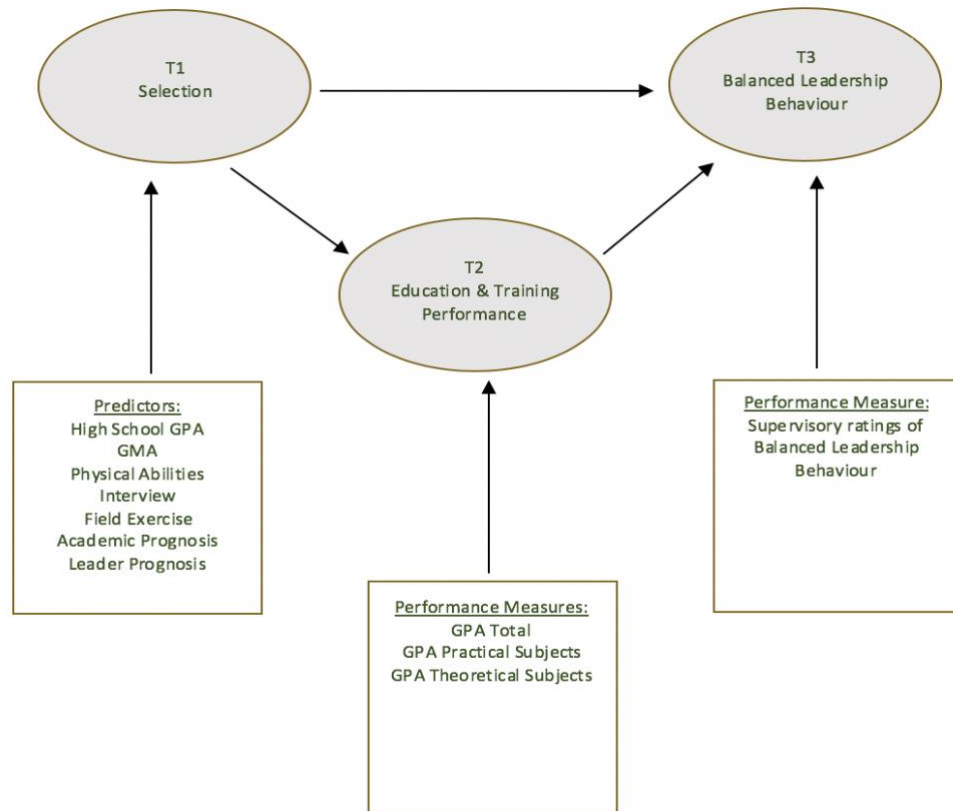 T1
Selection
T3
Balanced Leadership
Behaviour
T2
Education & Training
Performance
Predictors:
High School GPA
GMA
Physical Abilities
Interview
Field Exercise
Academic Prognosis
Leader Prognosis
Performance Measures:
GPA Total
GPA Practical Subjects
GPA Theoretical Subjects
Performance Measure:
Supervisory ratings of
Balanced Leadership
Behaviour